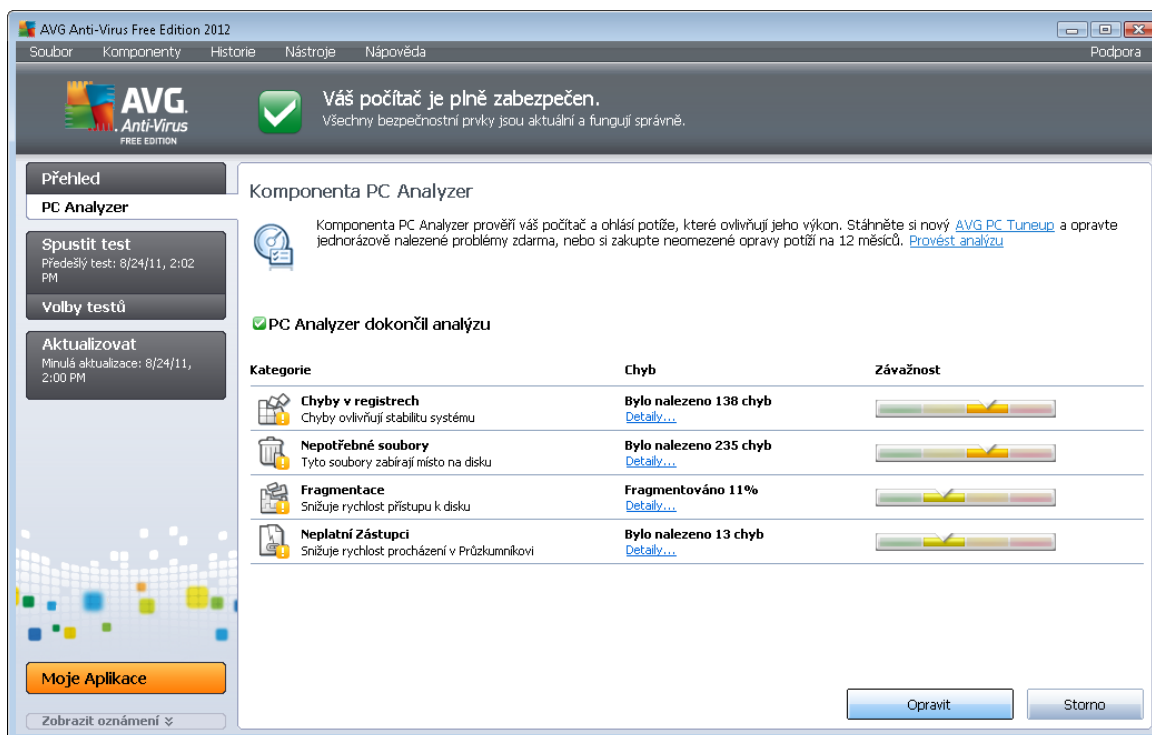 AVG Anti-Virus Free Edition 2012
Soubor Komponenty Historie Nástroje Nápověda Podpora
AVG.
Anti-Virus
FREE EDITION
Váš počítač je plně zabezpečen.
Všechny bezpečnostní prvky jsou aktuální a fungují správně.
Přehled
PC Analyzer
Spustit test
Předešlý test: 8/24/11, 2:02
PM
Volby testů
Aktualizovat
Minulá aktualizace: 8/24/11,
2:00 PM
Moje Aplikace
Zobrazit oznámení
Komponenta PC Analyzer
Komponenta PC Analyzer prověří váš počítač a ohlásí potíže, které ovlivňují jeho výkon. Stáhněte si nový AVG PC Tuneup a opravte
jednorázově nalezené problémy zdarma, nebo si zakupte neomezené opravy potíží na 12 měsíců. Provést analýzu
PC Analyzer dokončil analýzu
Kategorie Chyb Závažnost
Chyby v registrech Bylo nalezeno 138 chyb
Chyby ovlivňují stabilitu systému Detaily...
Nepotřebné soubory Bylo nalezeno 235 chyb
Tyto soubory zabírají místo na disku Detaily...
Fragmentace Fragmentováno 11%
Snižuje rychlost přístupu k disku Detaily...
Neplatní Zástupci Bylo nalezeno 13 chyb
Snižuje rychlost procházení v Průzkumníkovi Detaily...
Opravit Storno